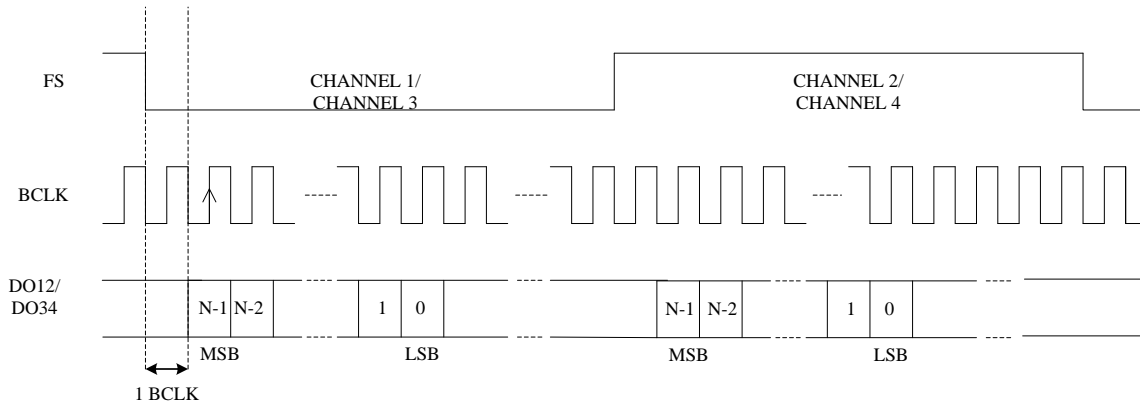 FS
CHANNEL 1/
CHANNEL 3
CHANNEL 2/
CHANNEL 4
BCLK
DO12/
DO34
N-1 N-2 1 0 N-1 N-2 1 0
MSB LSB MSB LSB
1 BCLK